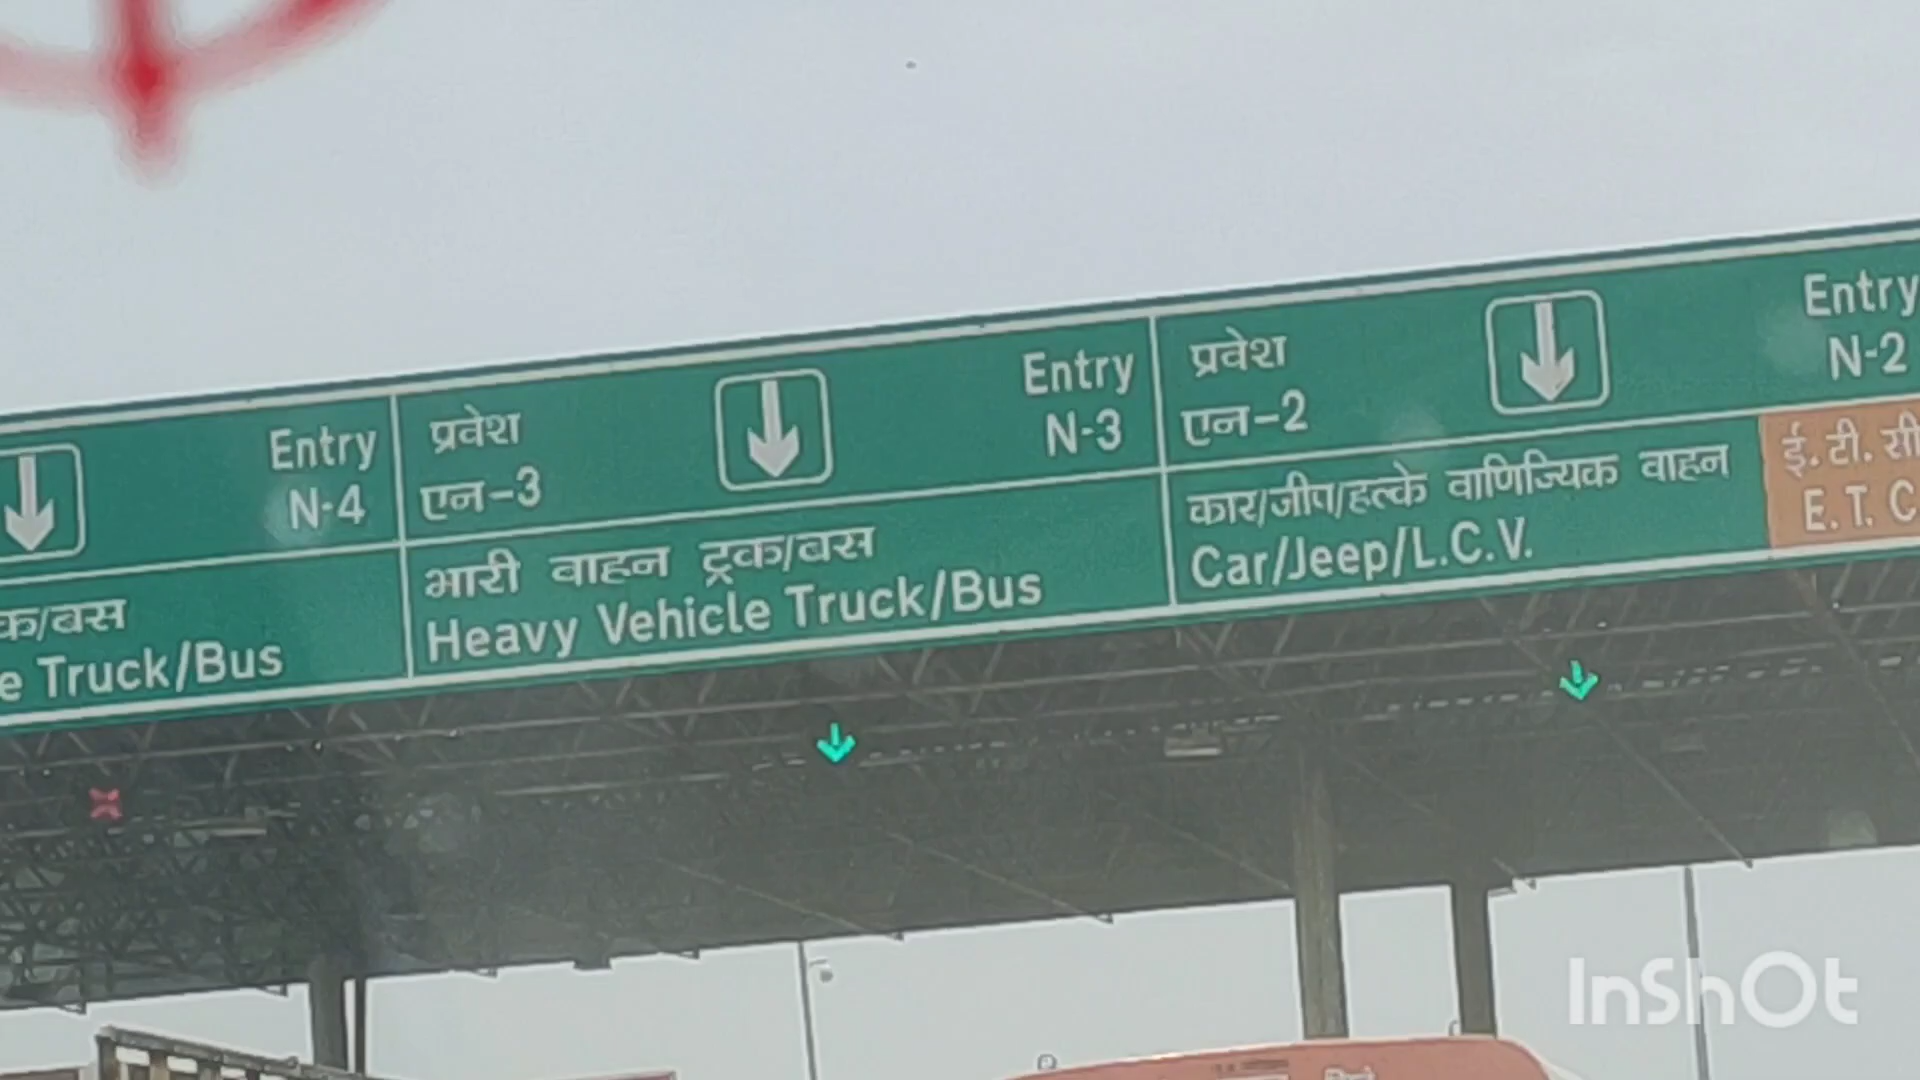 Entry
N-4
क/बस
e Truck/Bus
प्रवेश
एन-3
Entry
N-3
भारी वाहन ट्रक/बस
Heavy Vehicle Truck/Bus
प्रवेश
एन-2
Entry
N-2
कार/जीप/हल्के वाणिज्यिक वाहन
Car/Jeep/L.C.V.
ई. टी. सी
E. T. C
InShOt